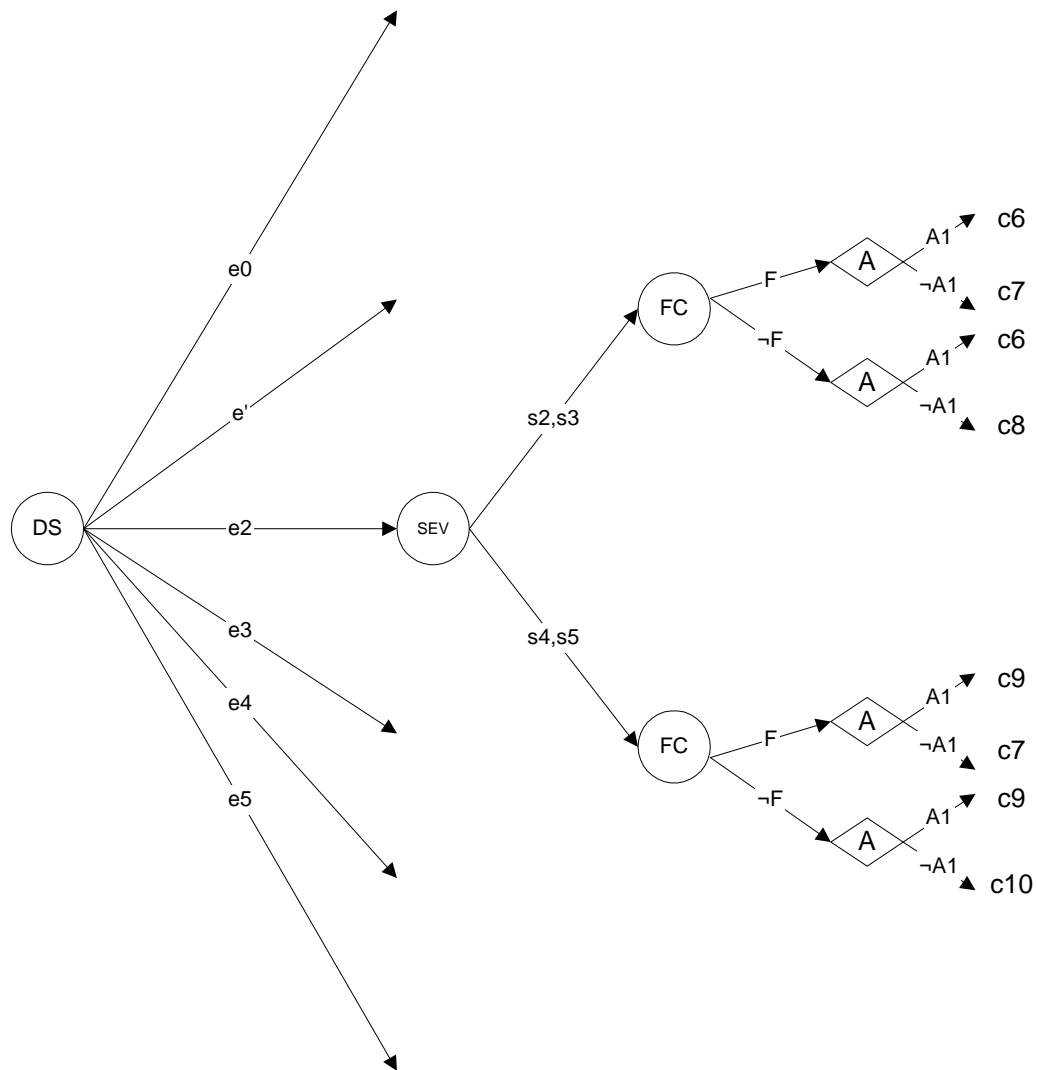 e0
e'
DS
e2
e3
e4
e5
SEV
s2,s3
s4,s5
FC
F
¬F
A
A1
¬A1
c6
c7
A
A1
¬A1
c6
c8
FC
F
¬F
A
A1
¬A1
c9
c7
A
A1
¬A1
c9
c10